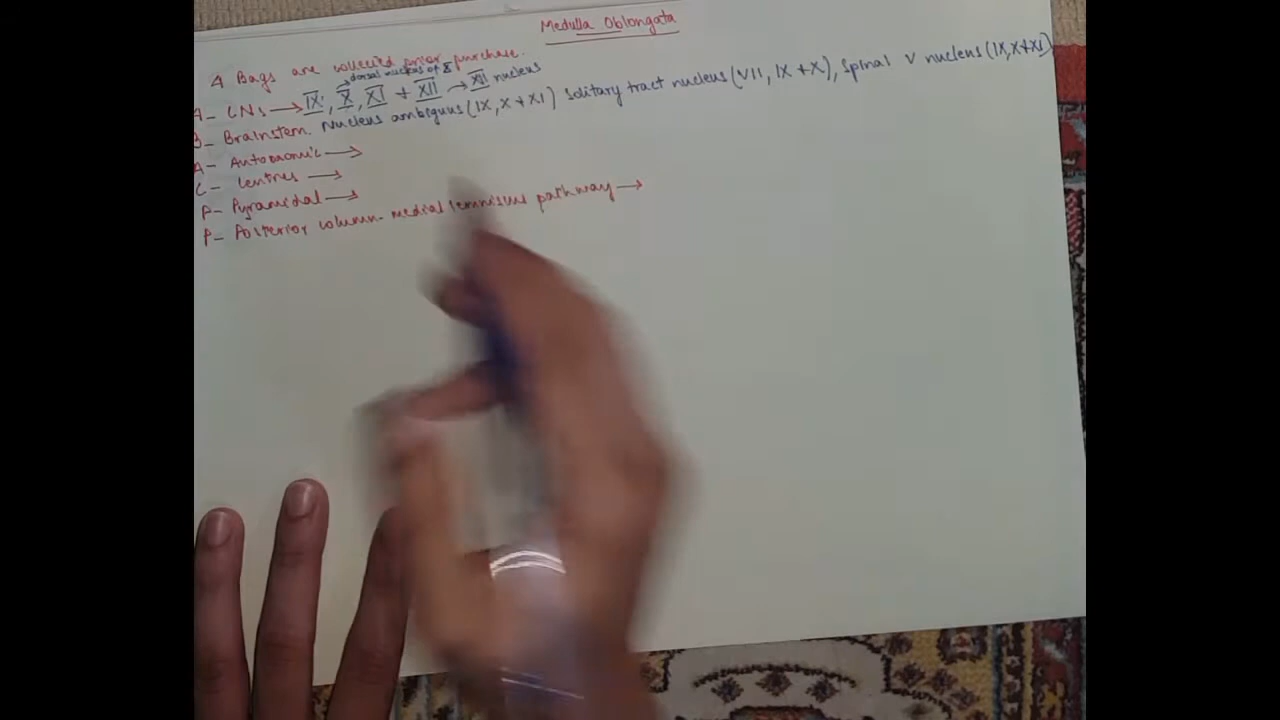 Medulla Oblongata
4 Bags are collected prior purchase.
→ dorsal nucleus of X
A- CNs → IX, X, XI + XII → XII nucleus
B- Brainstem Nucleus ambiguus (IX, X + XI) Solitary tract nucleus (VII, IX + X), Spinal V nucleus (IX, X + XI)
A- Autonomic →
C- Centres →
P- Pyramidal →
P- Posterior column- medial lemniscus pathway →